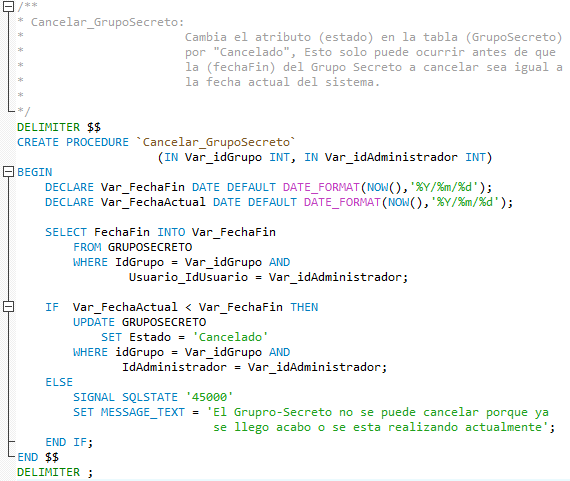 /**
* Cancelar_GrupoSecreto:
* Cambia el atributo (estado) en la tabla (GrupoSecreto)
* por "Cancelado", Esto solo puede ocurrir antes de que
* la (fechaFin) del Grupo Secreto a cancelar sea igual a
* la fecha actual del sistema.
*
*/
DELIMITER $$
CREATE PROCEDURE `Cancelar_GrupoSecreto`
(IN Var_idGrupo INT, IN Var_idAdministrador INT)
BEGIN
DECLARE Var_FechaFin DATE DEFAULT DATE_FORMAT(NOW(),'%Y/%m/%d');
DECLARE Var_FechaActual DATE DEFAULT DATE_FORMAT(NOW(),'%Y/%m/%d');
SELECT FechaFin INTO Var_FechaFin
FROM GRUPOSECRETO
WHERE IdGrupo = Var_idGrupo AND
Usuario_IdUsuario = Var_idAdministrador;
IF Var_FechaActual < Var_FechaFin THEN
UPDATE GRUPOSECRETO
SET Estado = 'Cancelado'
WHERE idGrupo = Var_idGrupo AND
IdAdministrador = Var_idAdministrador;
ELSE
SIGNAL SQLSTATE '45000'
SET MESSAGE_TEXT = 'El Grupro-Secreto no se puede cancelar porque ya
se llego acabo o se esta realizando actualmente';
END IF;
END $$
DELIMITER ;